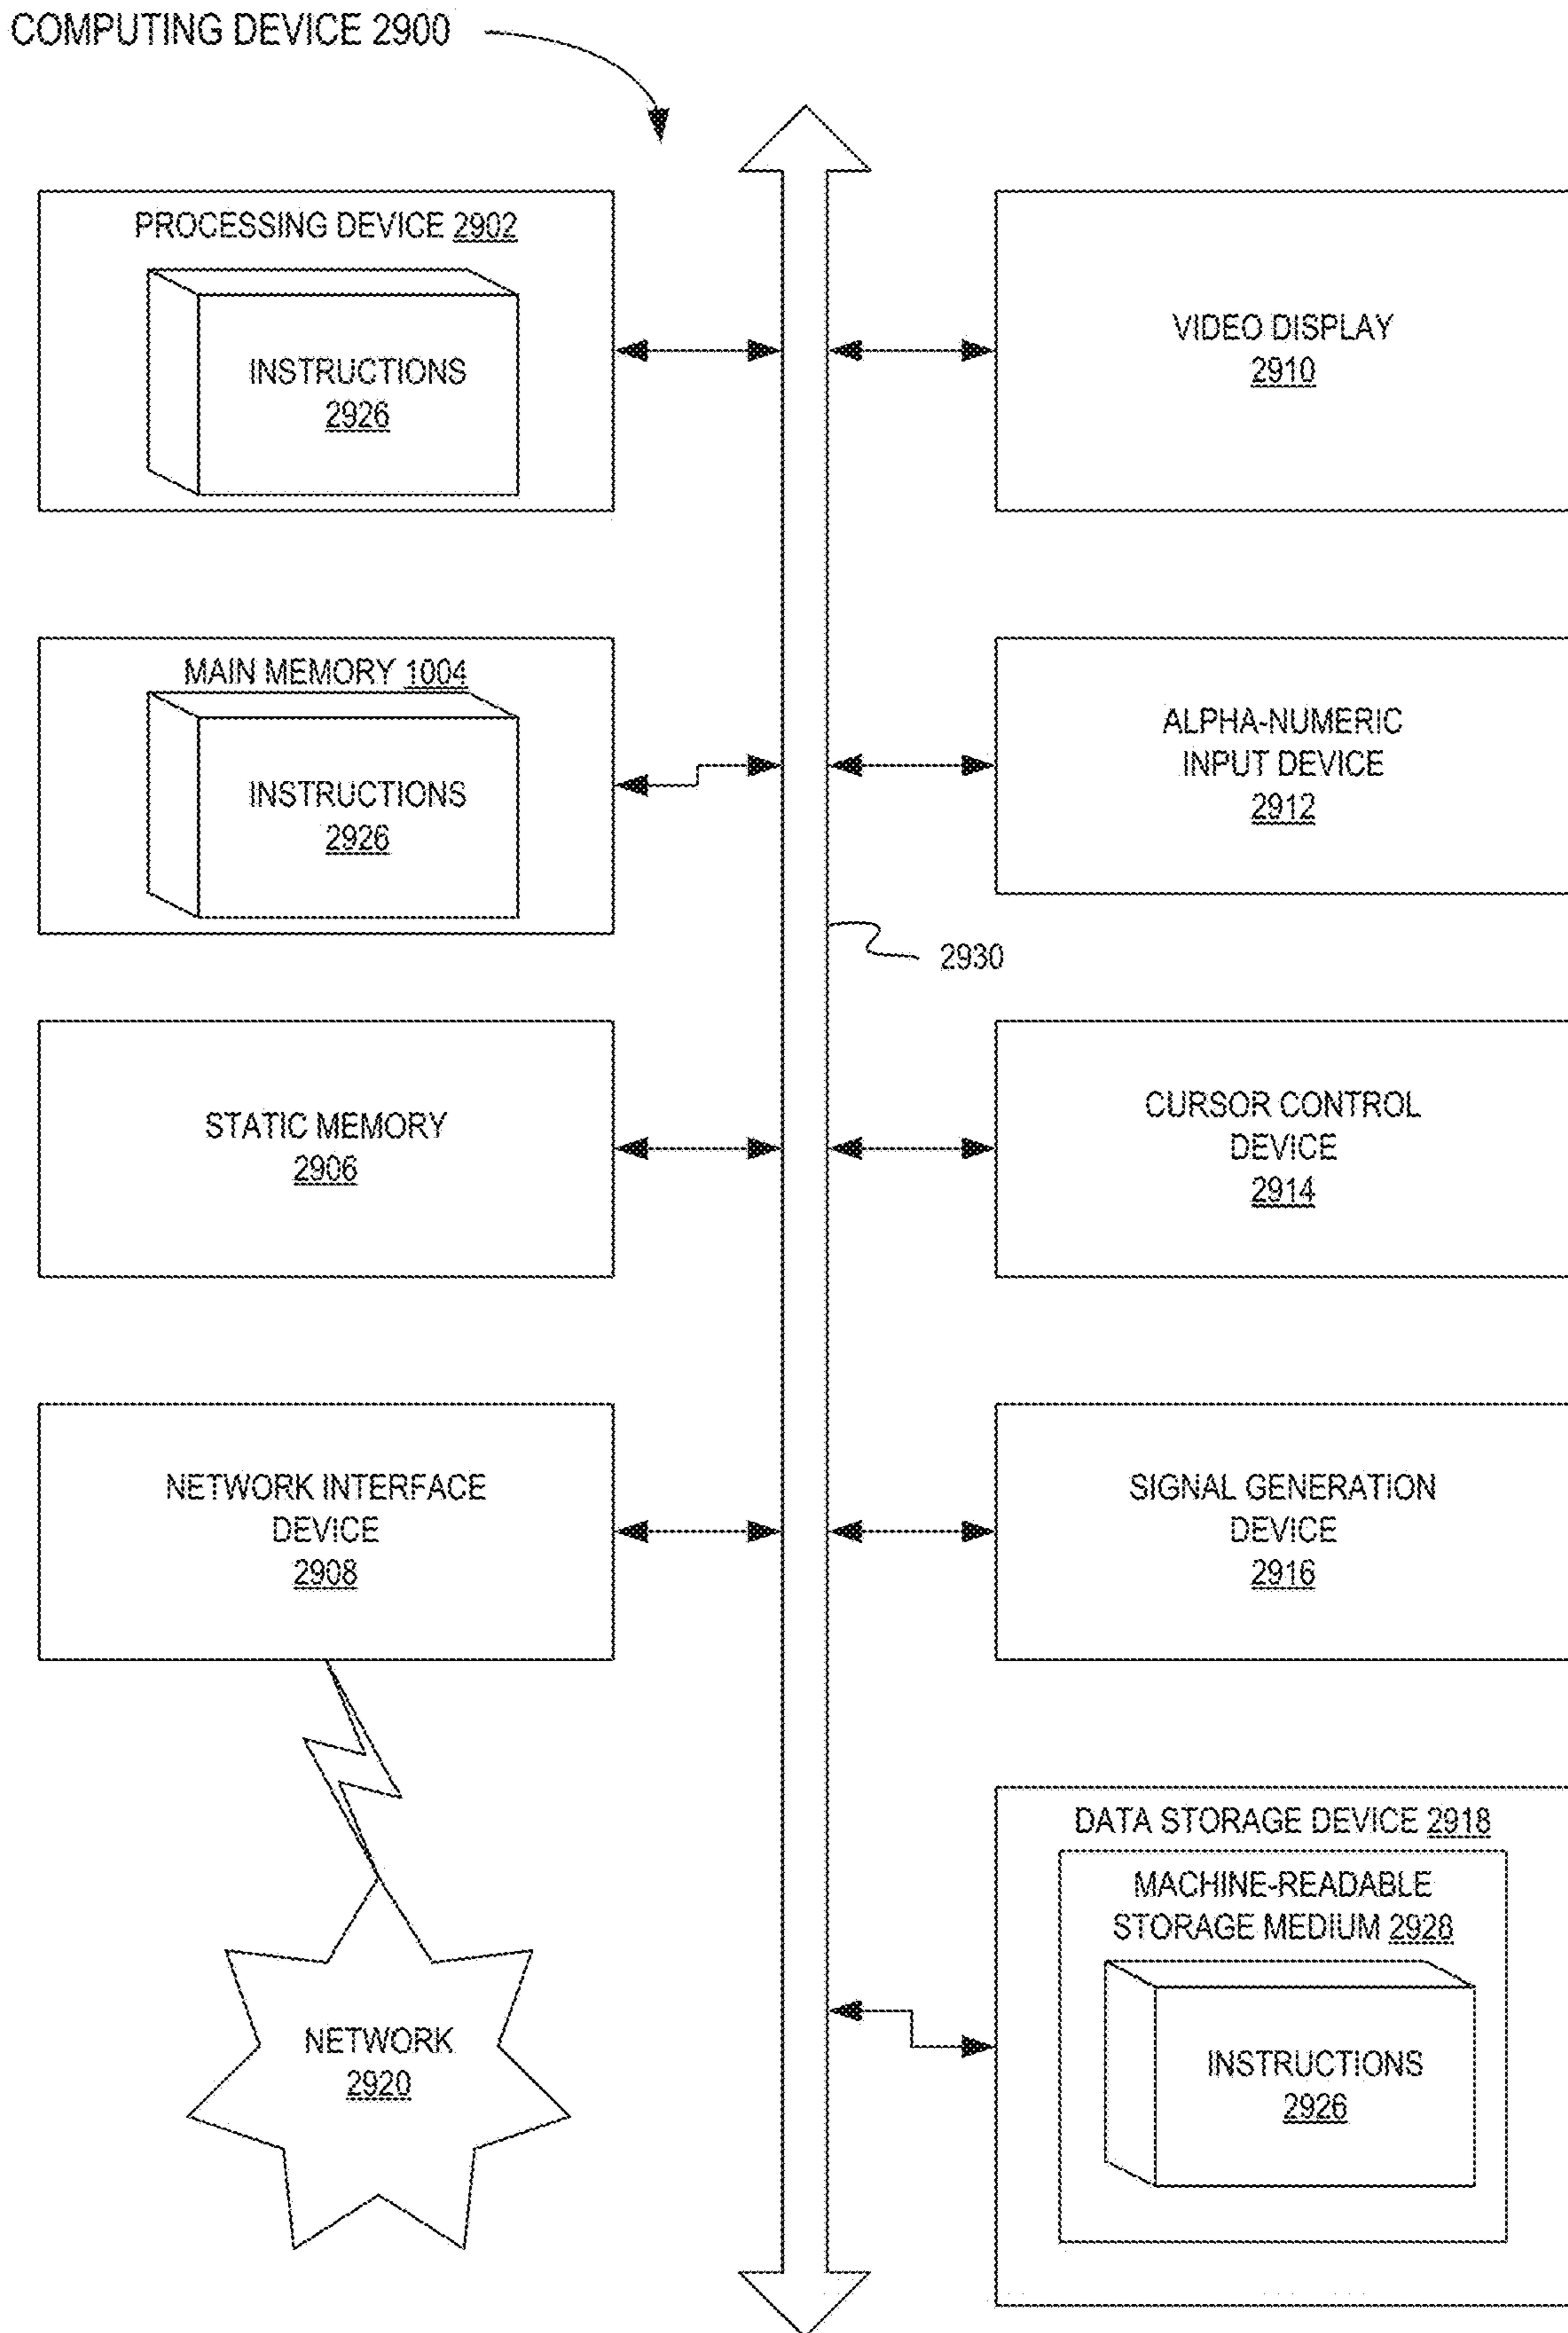 COMPUTING DEVICE 2900
PROCESSING DEVICE 2902
INSTRUCTIONS
2926
VIDEO DISPLAY
2910
MAIN MEMORY 1004
INSTRUCTIONS
2926
ALPHA-NUMERIC
INPUT DEVICE
2912
2930
STATIC MEMORY
2906
CURSOR CONTROL
DEVICE
2914
NETWORK INTERFACE
DEVICE
2908
SIGNAL GENERATION
DEVICE
2916
DATA STORAGE DEVICE 2918
MACHINE-READABLE
STORAGE MEDIUM 2928
INSTRUCTIONS
2926
NETWORK
2920